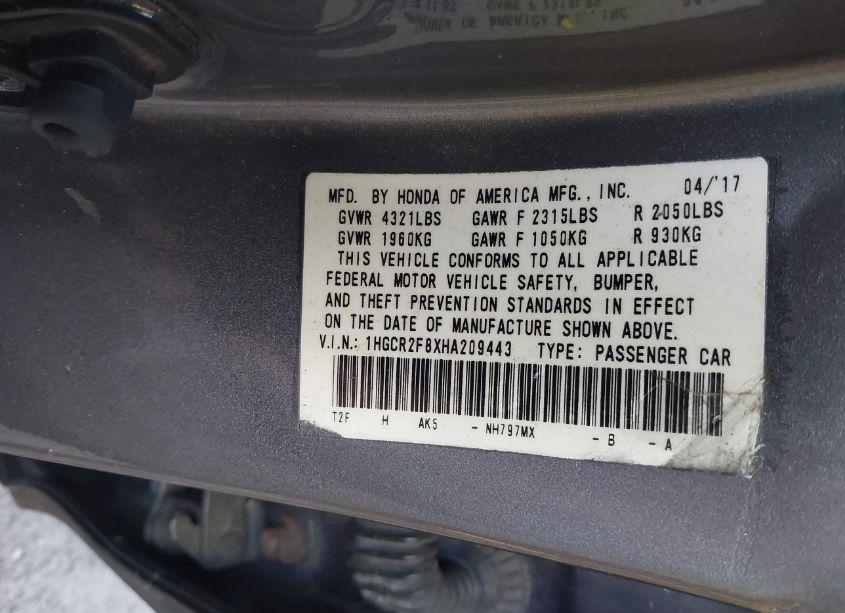 MFD. BY HONDA OF AMERICA MFG., INC. 04/'17
GVWR 4321LBS GAWR F 2315LBS R 2050LBS
GVWR 1960KG GAWR F 1050KG R 930KG
THIS VEHICLE CONFORMS TO ALL APPLICABLE
FEDERAL MOTOR VEHICLE SAFETY, BUMPER,
AND THEFT PREVENTION STANDARDS IN EFFECT
ON THE DATE OF MANUFACTURE SHOWN ABOVE.
V.I.N.: 1HGCR2F8XHA209443 TYPE: PASSENGER CAR
T2F H AK5 - NH797MX - B - A